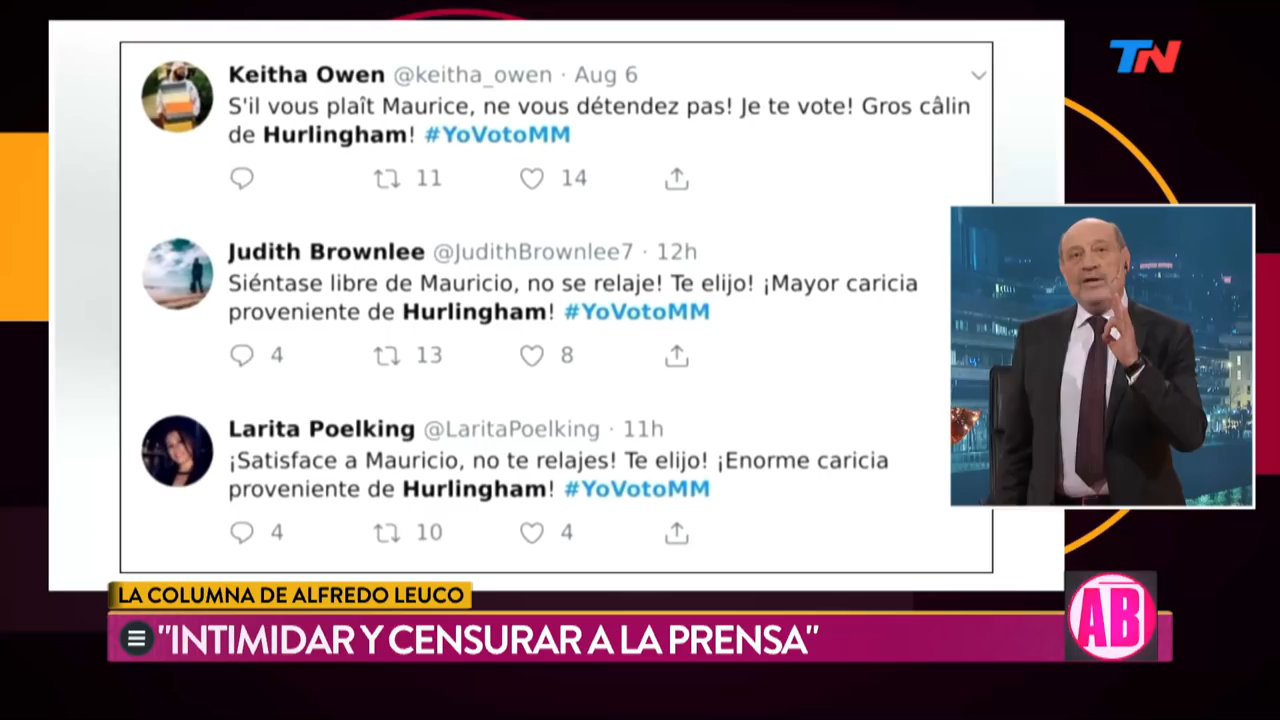 TN
Keitha Owen @keitha_owen · Aug 6
S'il vous plaît Maurice, ne vous détendez pas! Je te vote! Gros câlin
de Hurlingham! #YoVotoMM
11 14
Judith Brownlee @JudithBrownlee7 · 12h
Siéntase libre de Mauricio, no se relaje! Te elijo! ¡Mayor caricia
proveniente de Hurlingham! #YoVotoMM
4 13 8
Larita Poelking @LaritaPoelking · 11h
¡Satisface a Mauricio, no te relajes! Te elijo! ¡Enorme caricia
proveniente de Hurlingham! #YoVotoMM
4 10 4
LA COLUMNA DE ALFREDO LEUCO
"INTIMIDAR Y CENSURAR A LA PRENSA"
AB